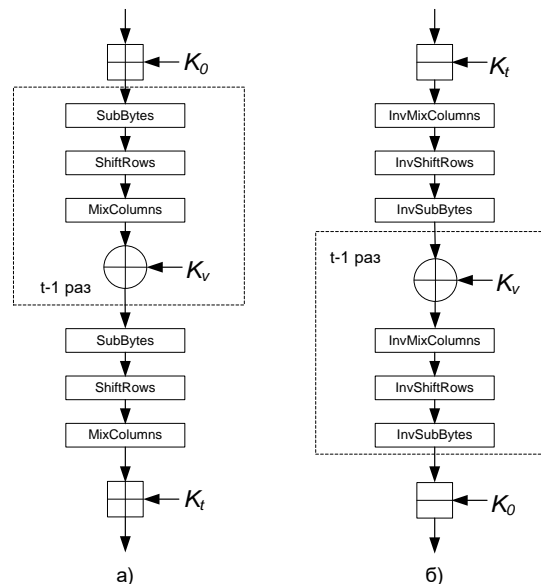 K₀
SubBytes
ShiftRows
MixColumns
Kᵥ
t-1 раз
SubBytes
ShiftRows
MixColumns
Kₜ
а)
Kₜ
InvMixColumns
InvShiftRows
InvSubBytes
t-1 раз
Kᵥ
InvMixColumns
InvShiftRows
InvSubBytes
K₀
б)